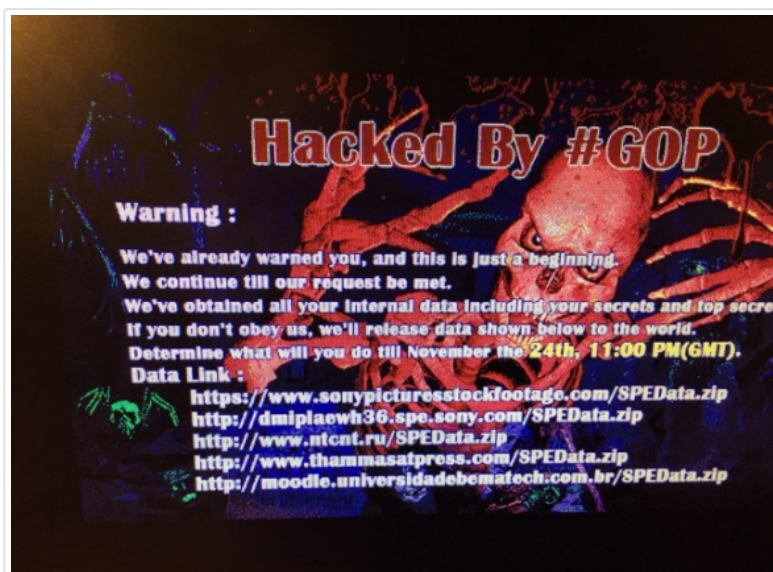 Hacked By #GOP
Warning :
We've already warned you, and this is just a beginning.
We continue till our request be met.
We've obtained all your internal data including your secrets and top
If you don't obey us, we'll release data shown below to the world.
Determine what will you do till November the 24th, 11:00 PM(GMT).
Data Link :
https://www.sonypicturesstockfootage.com/SPEData.zip
http://dmiplaewh36.spe.sony.com/SPEData.zip
http://www.ntcnt.ru/SPEData.zip
http://www.thammasatpress.com/SPEData.zip
http://moodle.universidadebematech.com.br/SPEData.zip